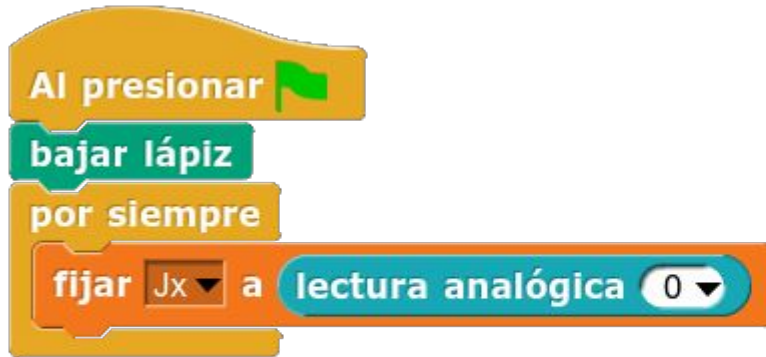 Al presionar
bajar lápiz
por siempre
fijar Jx a lectura analógica 0